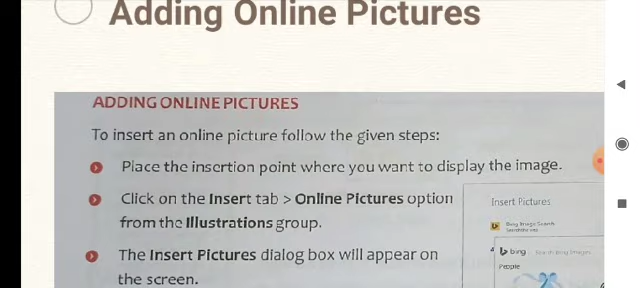 Adding Online Pictures
ADDING ONLINE PICTURES
To insert an online picture follow the given steps:
Place the insertion point where you want to display the image.
Click on the Insert tab > Online Pictures option
from the Illustrations group.
The Insert Pictures dialog box will appear on
the screen.
Insert Pictures
Bing Image Search
bing
People